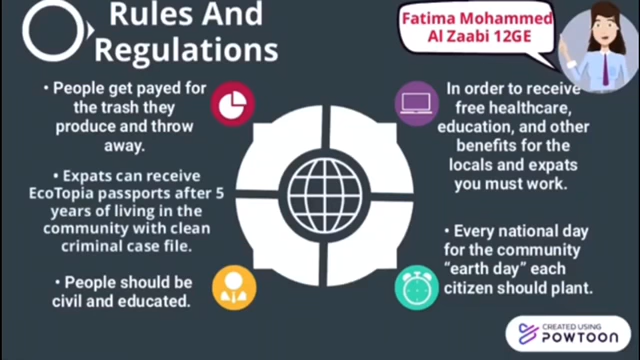 Rules And
Regulations
Fatima Mohammed
Al Zaabi 12GE
• People get payed for
the trash they
produce and throw
away.
• Expats can receive
EcoTopia passports after 5
years of living in the
community with clean
criminal case file.
• People should be
civil and educated.
In order to receive
free healthcare,
education, and other
benefits for the
locals and expats
you must work.
• Every national day
for the community
“earth day” each
citizen should plant.
CREATED USING
POWTOON